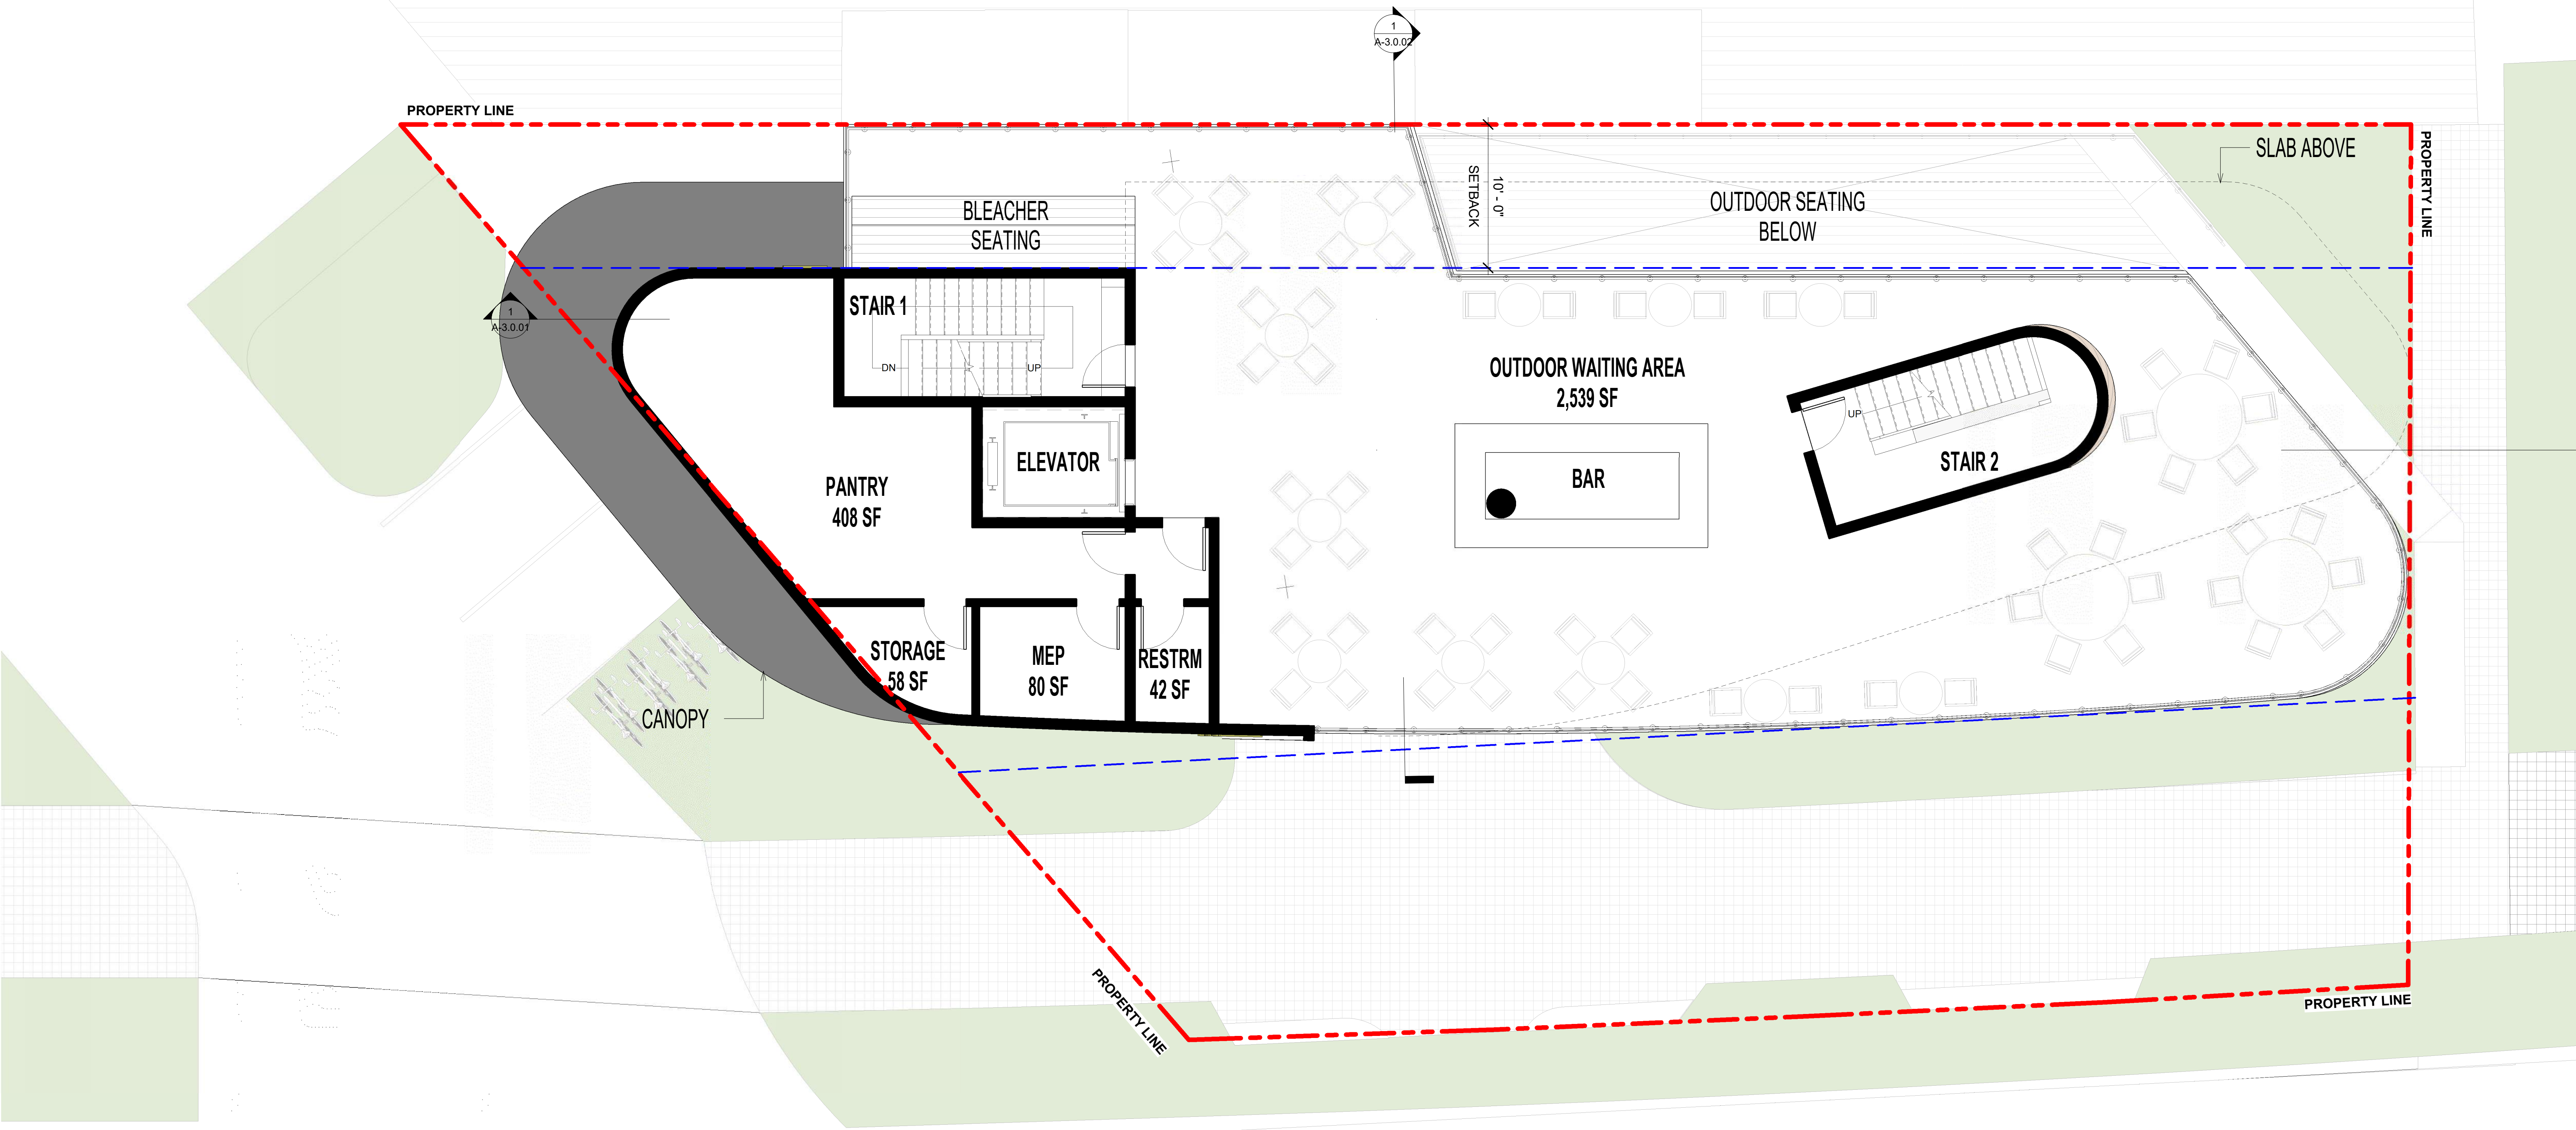 1
A-3.0.02
PROPERTY LINE
SLAB ABOVE
PROPERTY LINE
10' - 0"
SETBACK
OUTDOOR SEATING
BELOW
BLEACHER
SEATING
STAIR 1
1
A-3.0.01
DN
UP
OUTDOOR WAITING AREA
2,539 SF
UP
STAIR 2
ELEVATOR
BAR
PANTRY
408 SF
STORAGE
58 SF
MEP
80 SF
RESTRM
42 SF
CANOPY
PROPERTY LINE
PROPERTY LINE